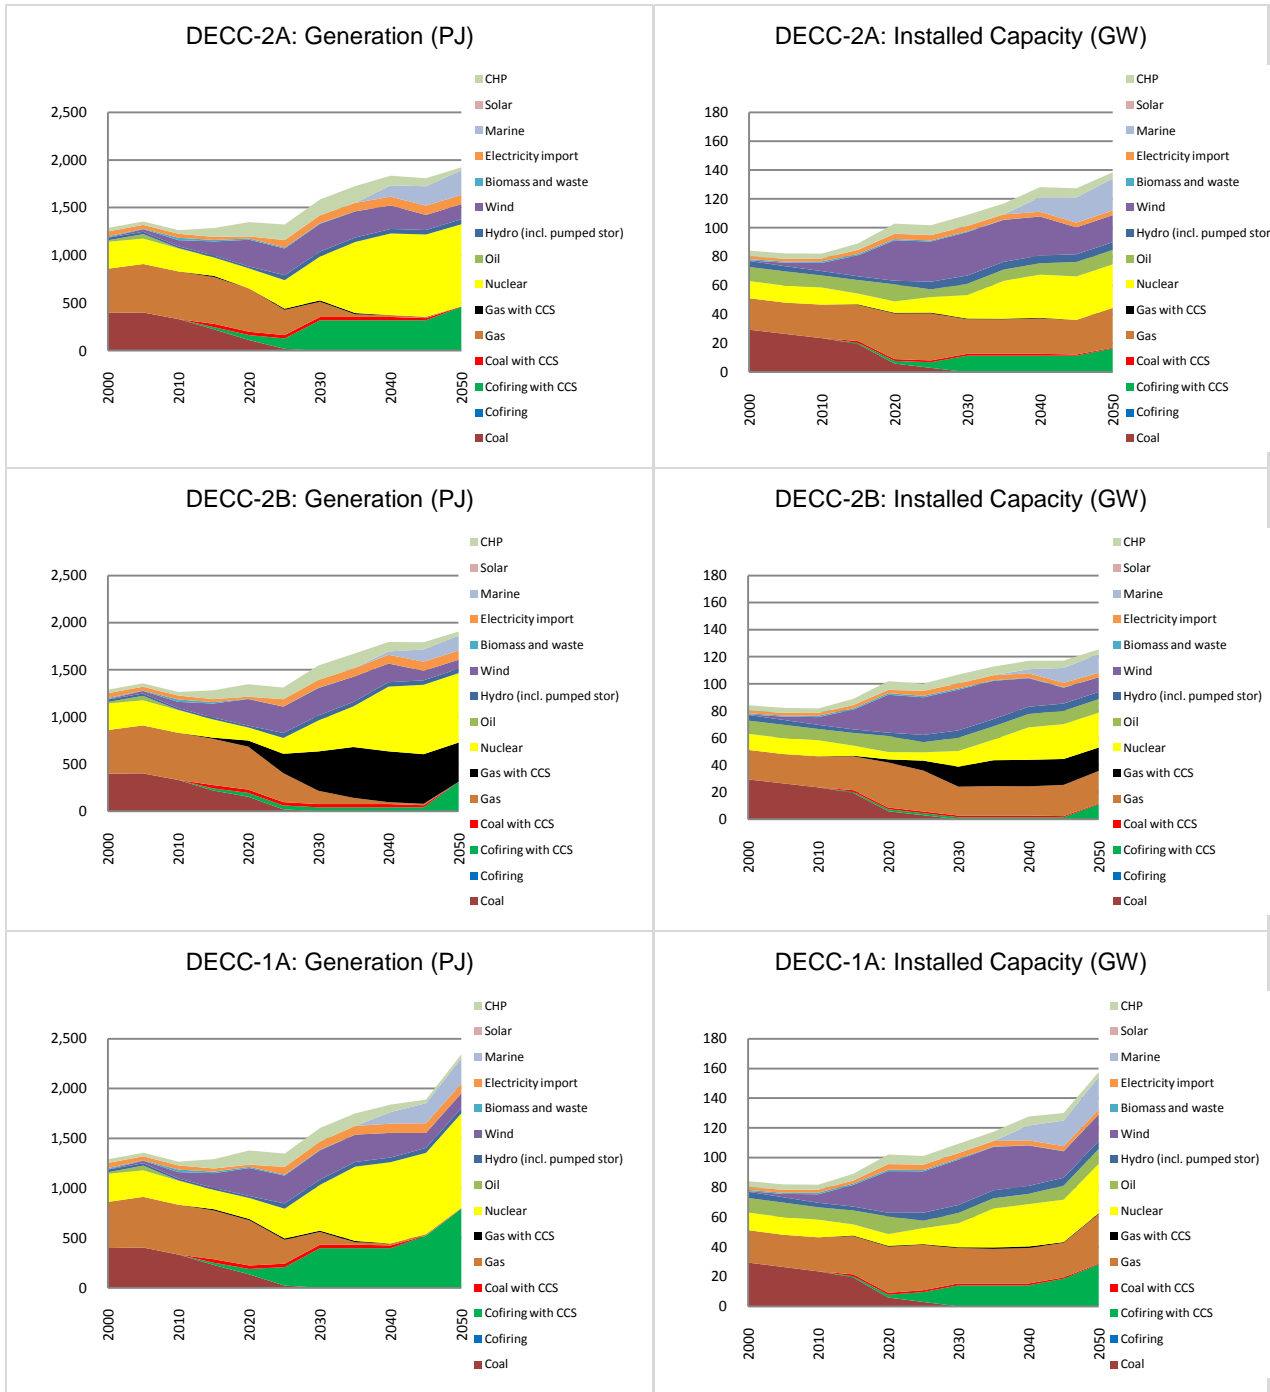 DECC-2A: Generation (PJ)
2,500
2,000
1,500
1,000
500
0
2000
2010
2020
2030
2040
2050
CHP
Solar
Marine
Electricity import
Biomass and waste
Wind
Hydro (incl. pumped stor)
Oil
Nuclear
Gas with CCS
Gas
Coal with CCS
Cofiring with CCS
Cofiring
Coal
DECC-2A: Installed Capacity (GW)
180
160
140
120
100
80
60
40
20
0
2000
2010
2020
2030
2040
2050
CHP
Solar
Marine
Electricity import
Biomass and waste
Wind
Hydro (incl. pumped stor)
Oil
Nuclear
Gas with CCS
Gas
Coal with CCS
Cofiring with CCS
Cofiring
Coal
DECC-2B: Generation (PJ)
2,500
2,000
1,500
1,000
500
0
2000
2010
2020
2030
2040
2050
CHP
Solar
Marine
Electricity import
Biomass and waste
Wind
Hydro (incl. pumped stor)
Oil
Nuclear
Gas with CCS
Gas
Coal with CCS
Cofiring with CCS
Cofiring
Coal
DECC-2B: Installed Capacity (GW)
180
160
140
120
100
80
60
40
20
0
2000
2010
2020
2030
2040
2050
CHP
Solar
Marine
Electricity import
Biomass and waste
Wind
Hydro (incl. pumped stor)
Oil
Nuclear
Gas with CCS
Gas
Coal with CCS
Cofiring with CCS
Cofiring
Coal
DECC-1A: Generation (PJ)
2,500
2,000
1,500
1,000
500
0
2000
2010
2020
2030
2040
2050
CHP
Solar
Marine
Electricity import
Biomass and waste
Wind
Hydro (incl. pumped stor)
Oil
Nuclear
Gas with CCS
Gas
Coal with CCS
Cofiring with CCS
Cofiring
Coal
DECC-1A: Installed Capacity (GW)
180
160
140
120
100
80
60
40
20
0
2000
2010
2020
2030
2040
2050
CHP
Solar
Marine
Electricity import
Biomass and waste
Wind
Hydro (incl. pumped stor)
Oil
Nuclear
Gas with CCS
Gas
Coal with CCS
Cofiring with CCS
Cofiring
Coal